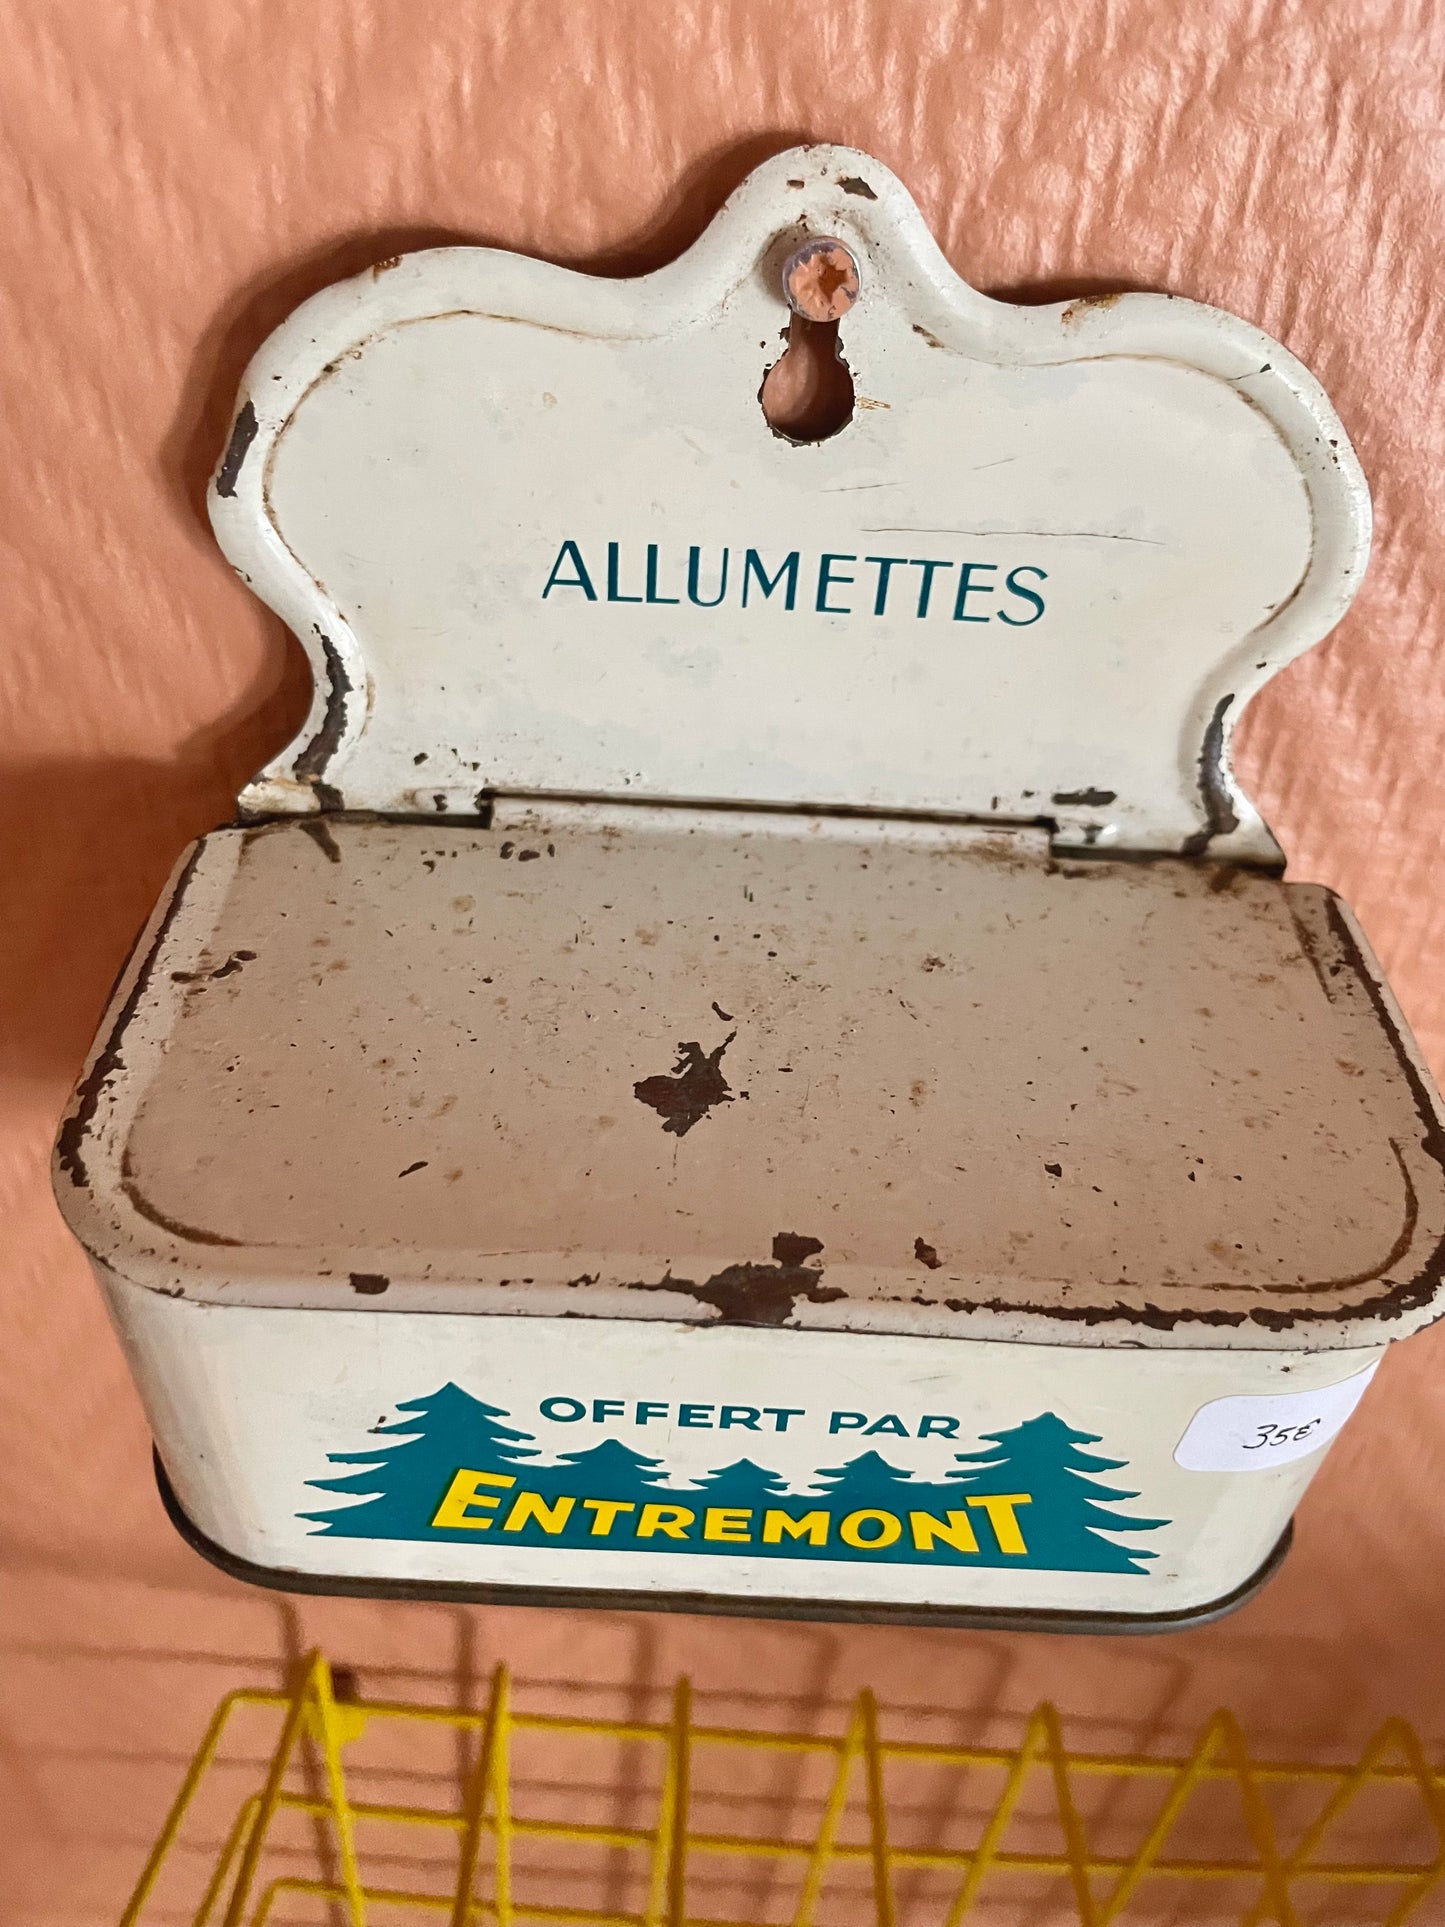 ALLUMETTES
OFFERT PAR
ENTREMONT
35€